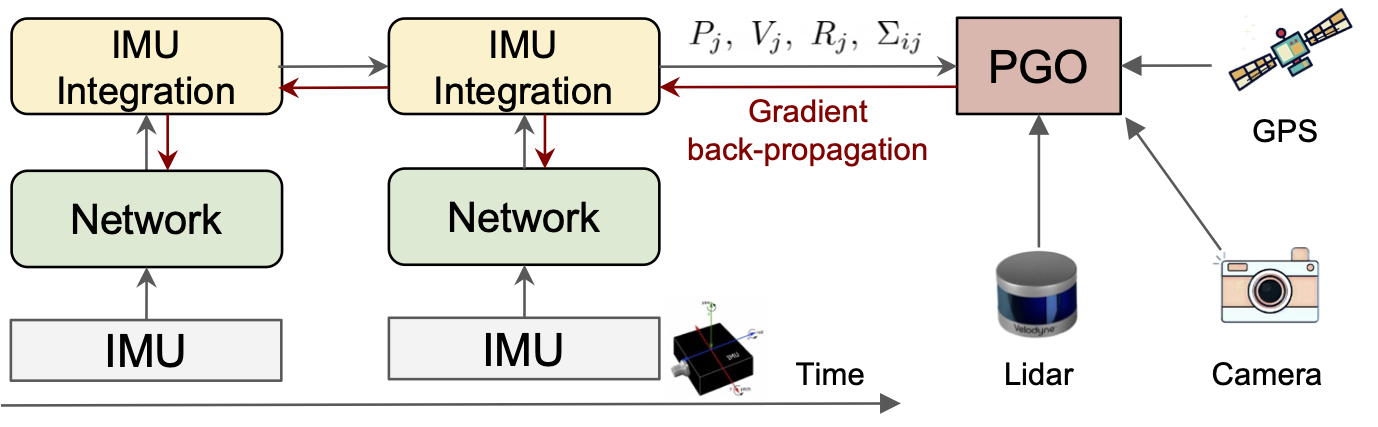 IMU
Integration
IMU
Integration
P_j, V_j, R_j, Σ_{ij}
PGO
GPS
Gradient
back-propagation
Network
Network
IMU
IMU
IMU
Velodyne
Time
Lidar
Camera